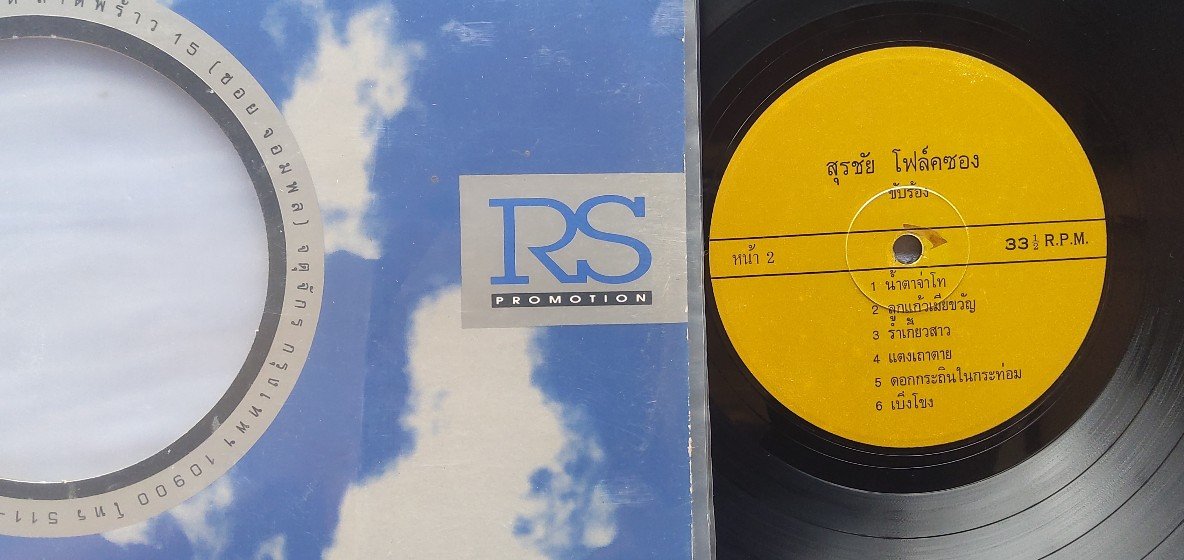 ลาดพร้าว 15 (ซอย จอมพล) จตุจักร กรุงเทพฯ 10900 โทร 511-
RS
PROMOTION
สุรชัย โฟล์คซอง
ขับร้อง
หน้า 2
33 ½ R.P.M.
1 น้ำตาจ่าโท
2 ลูกแก้วเมียขวัญ
3 รำเกี้ยวสาว
4 แตงเถาตาย
5 ดอกกระถินในกระท่อม
6 เบิ่งโขง